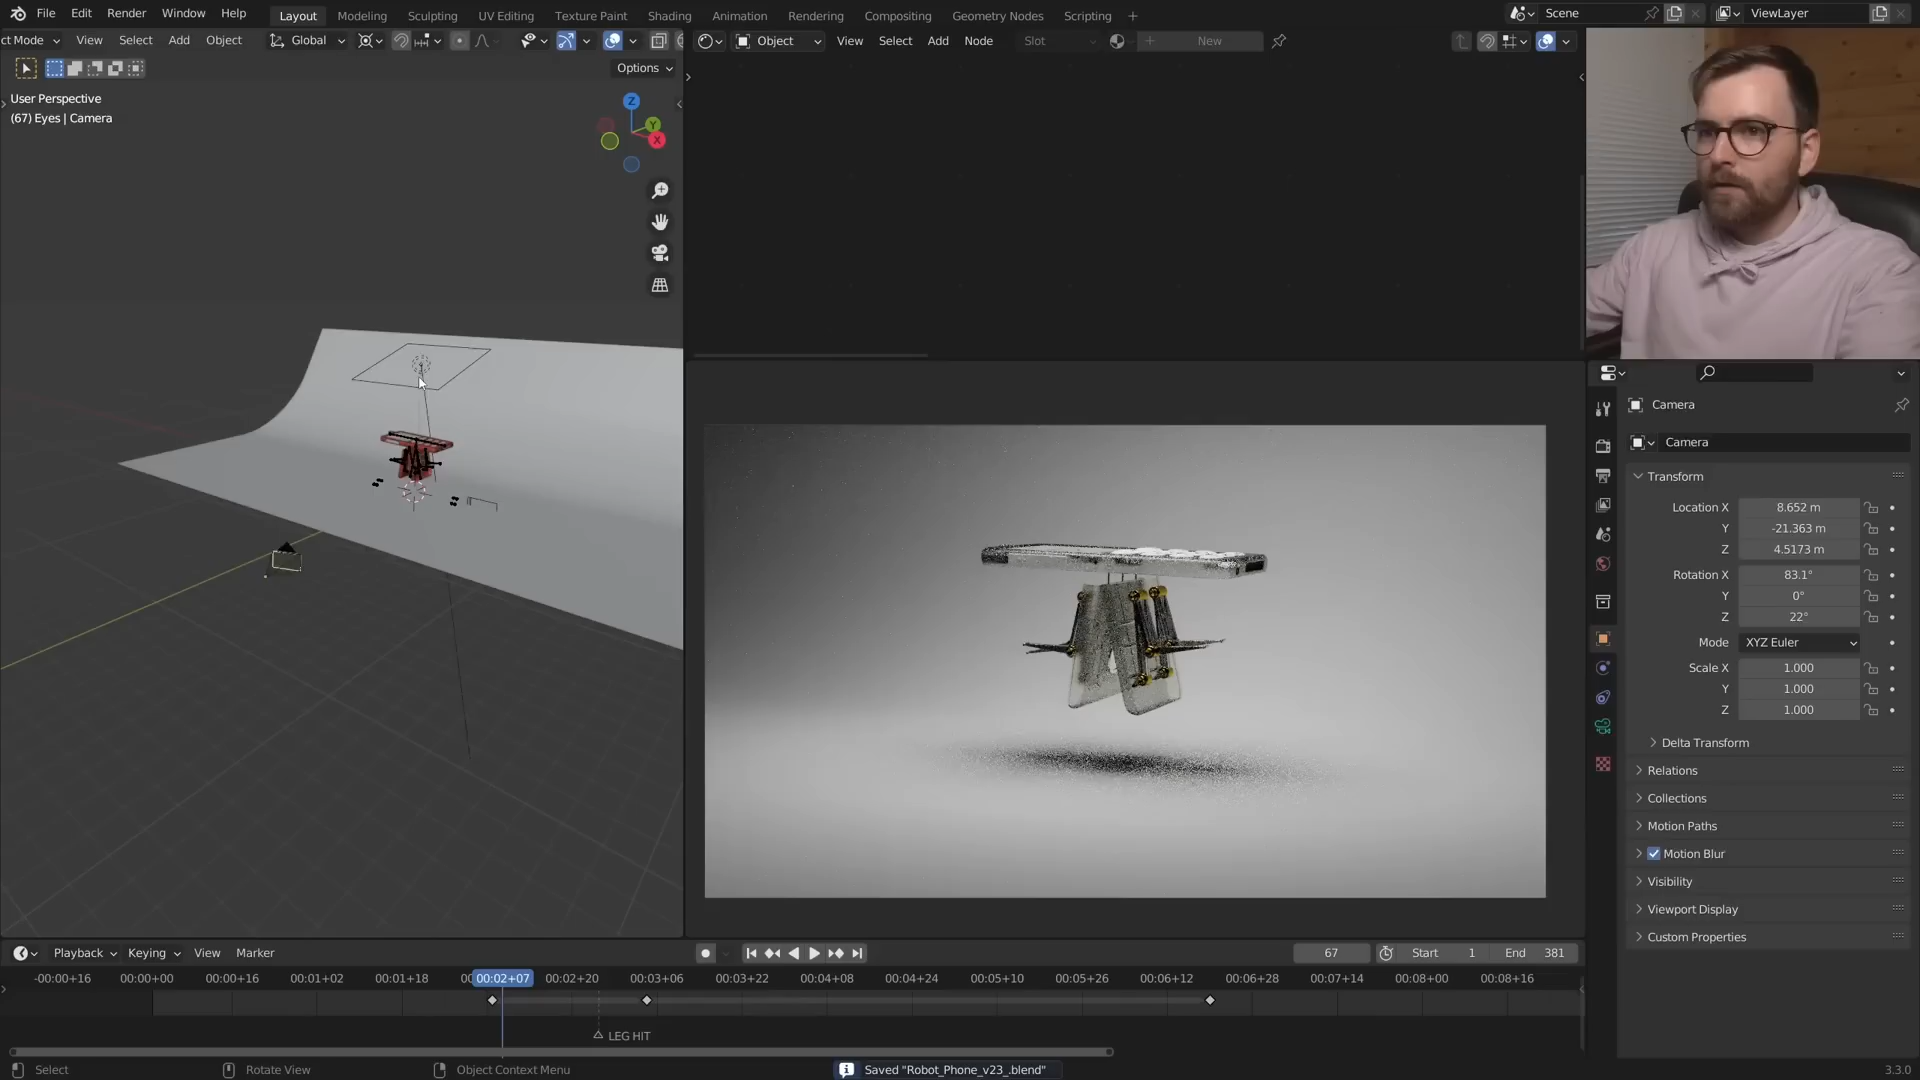 File Edit Render Window Help Layout Modeling Sculpting UV Editing Texture Paint Shading Animation Rendering Compositing Geometry Nodes Scripting + Scene ViewLayer
ct Mode View Select Add Object Global Object View Select Add Node Slot New
Options
User Perspective
(67) Eyes | Camera
Z
Y
X
Camera
Camera
Transform
Location X 8.652 m
Y -21.363 m
Z 4.5173 m
Rotation X 83.1°
Y 0°
Z 22°
Mode XYZ Euler
Scale X 1.000
Y 1.000
Z 1.000
Delta Transform
Relations
Collections
Motion Paths
Motion Blur
Visibility
Viewport Display
Custom Properties
Playback Keying View Marker 67 Start 1 End 381
-00:00+16 00:00+00 00:00+16 00:01+02 00:01+18 00:02+07 00:02+20 00:03+06 00:03+22 00:04+08 00:04+24 00:05+10 00:05+26 00:06+12 00:06+28 00:07+14 00:08+00 00:08+16
LEG HIT
Select Rotate View Object Context Menu Saved "Robot_Phone_v23_.blend" 3.3.0